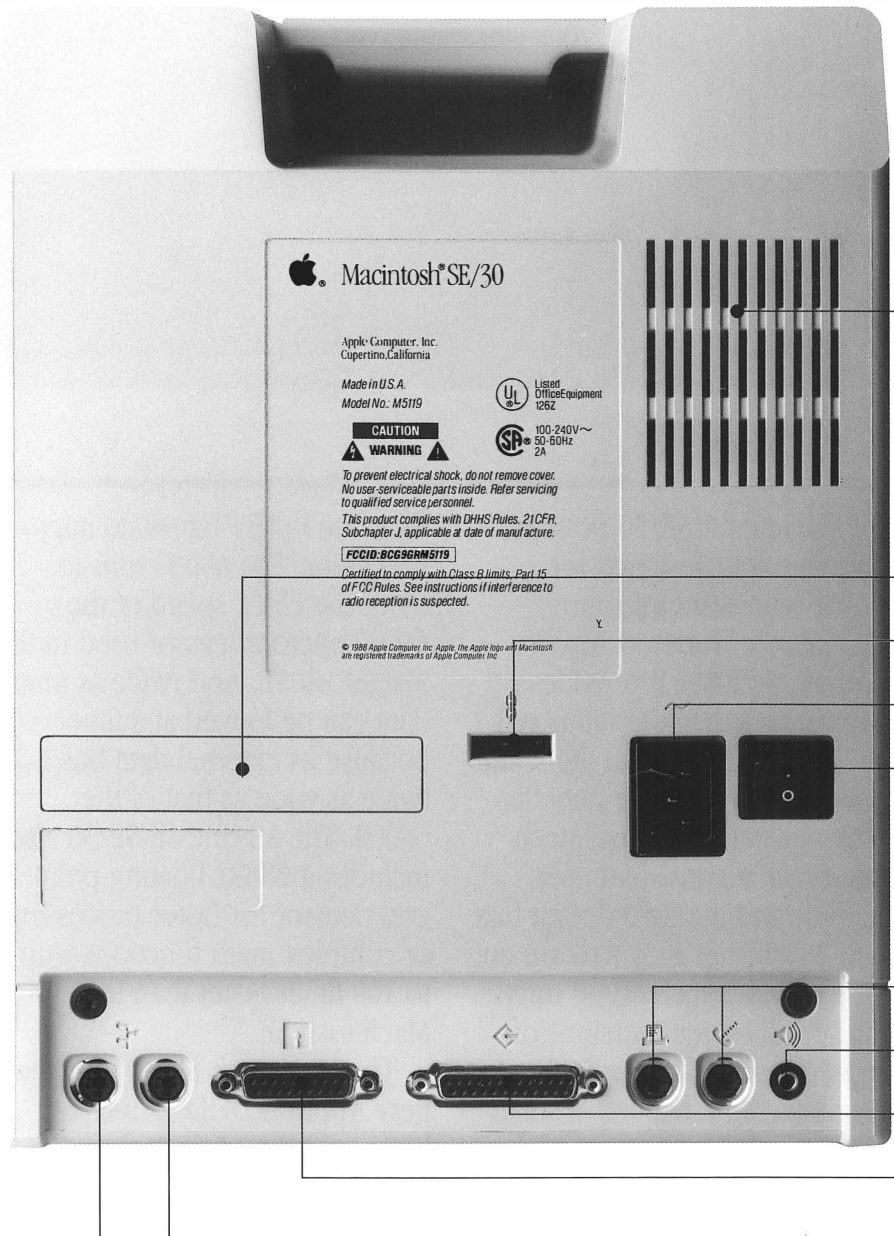 Macintosh® SE/30
Apple Computer, Inc.
Cupertino, California
Made in U.S.A.
Model No.: M5119
UL®
Listed
Office Equipment
126Z
CAUTION
WARNING
SA®
100-240V~
50-60Hz
2A
To prevent electrical shock, do not remove cover.
No user-serviceable parts inside. Refer servicing
to qualified service personnel.
This product complies with DHHS Rules, 21CFR,
Subchapter J, applicable at date of manufacture.
FCCID:BCG9GRM5119
Certified to comply with Class B limits, Part 15
of FCC Rules. See instructions if interference to
radio reception is suspected.
Y.
© 1988 Apple Computer, Inc. Apple, the Apple logo and Macintosh
are registered trademarks of Apple Computer, Inc.